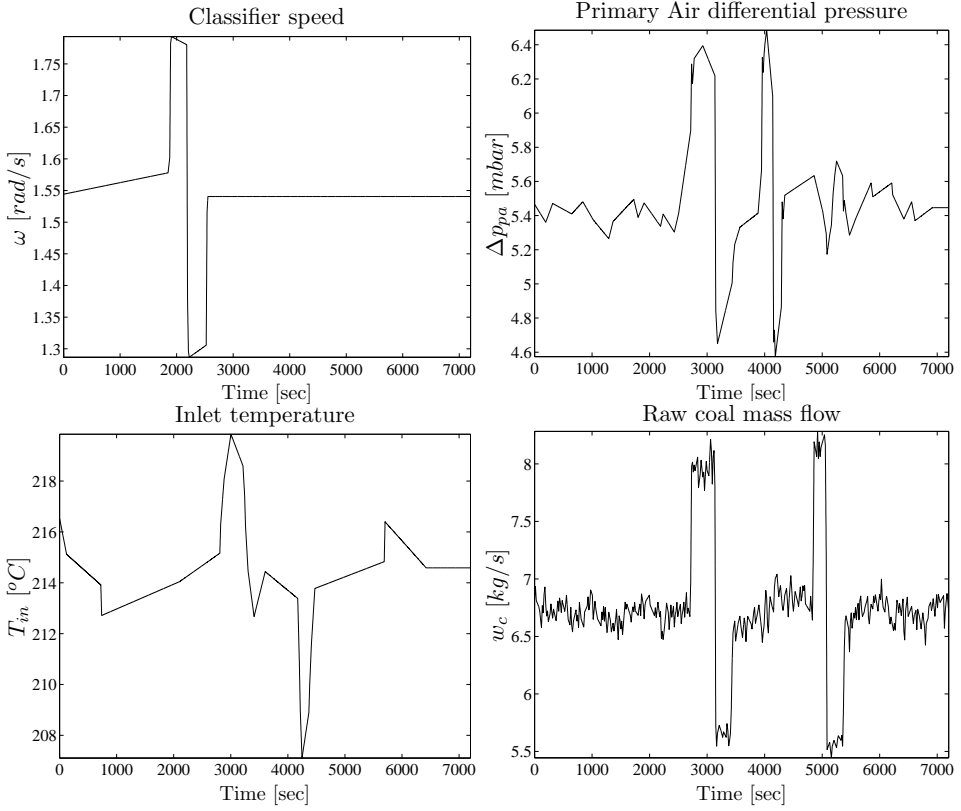 Classifier speed
1.75
1.7
1.65
1.6
1.55
1.5
1.45
1.4
1.35
1.3
ω [rad/s]
0 1000 2000 3000 4000 5000 6000 7000
Time [sec]
Primary Air differential pressure
6.4
6.2
6
5.8
5.6
5.4
5.2
5
4.8
4.6
Δp_pa [mbar]
0 1000 2000 3000 4000 5000 6000 7000
Time [sec]
Inlet temperature
218
216
214
212
210
208
T_in [°C]
0 1000 2000 3000 4000 5000 6000 7000
Time [sec]
Raw coal mass flow
8
7.5
7
6.5
6
5.5
w_c [kg/s]
0 1000 2000 3000 4000 5000 6000 7000
Time [sec]